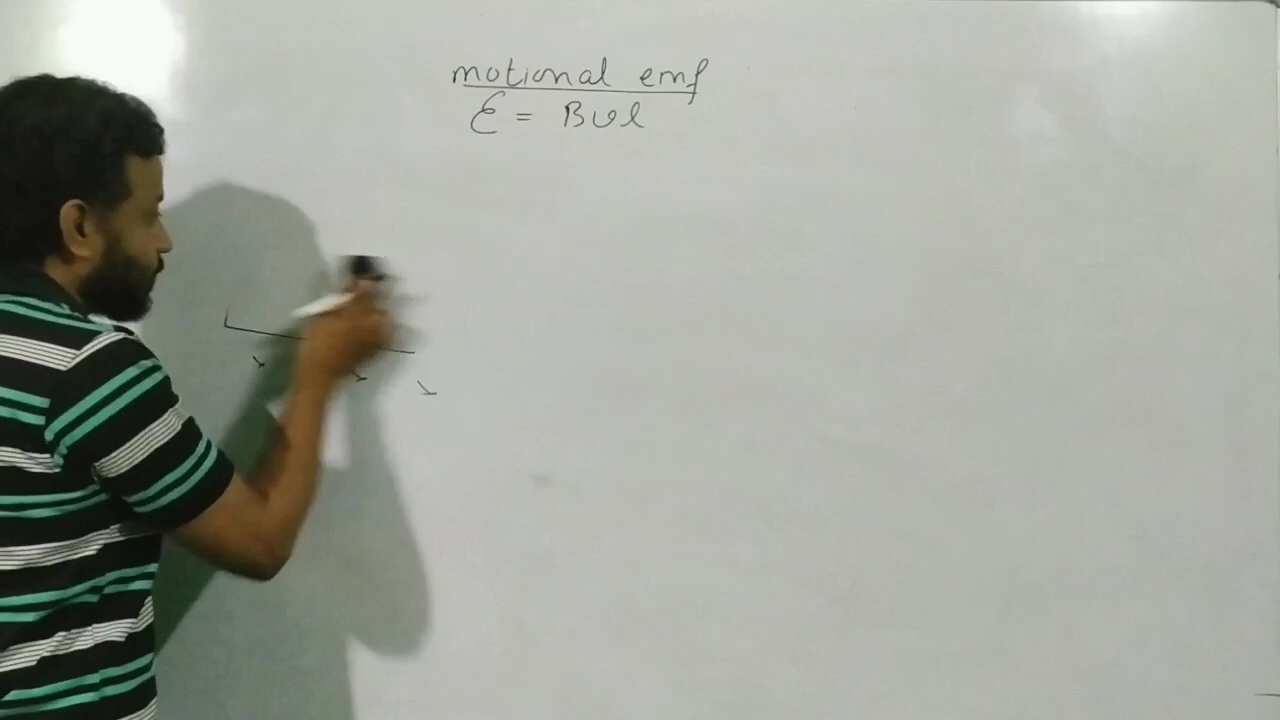 motional emf
Ɛ = Bvl